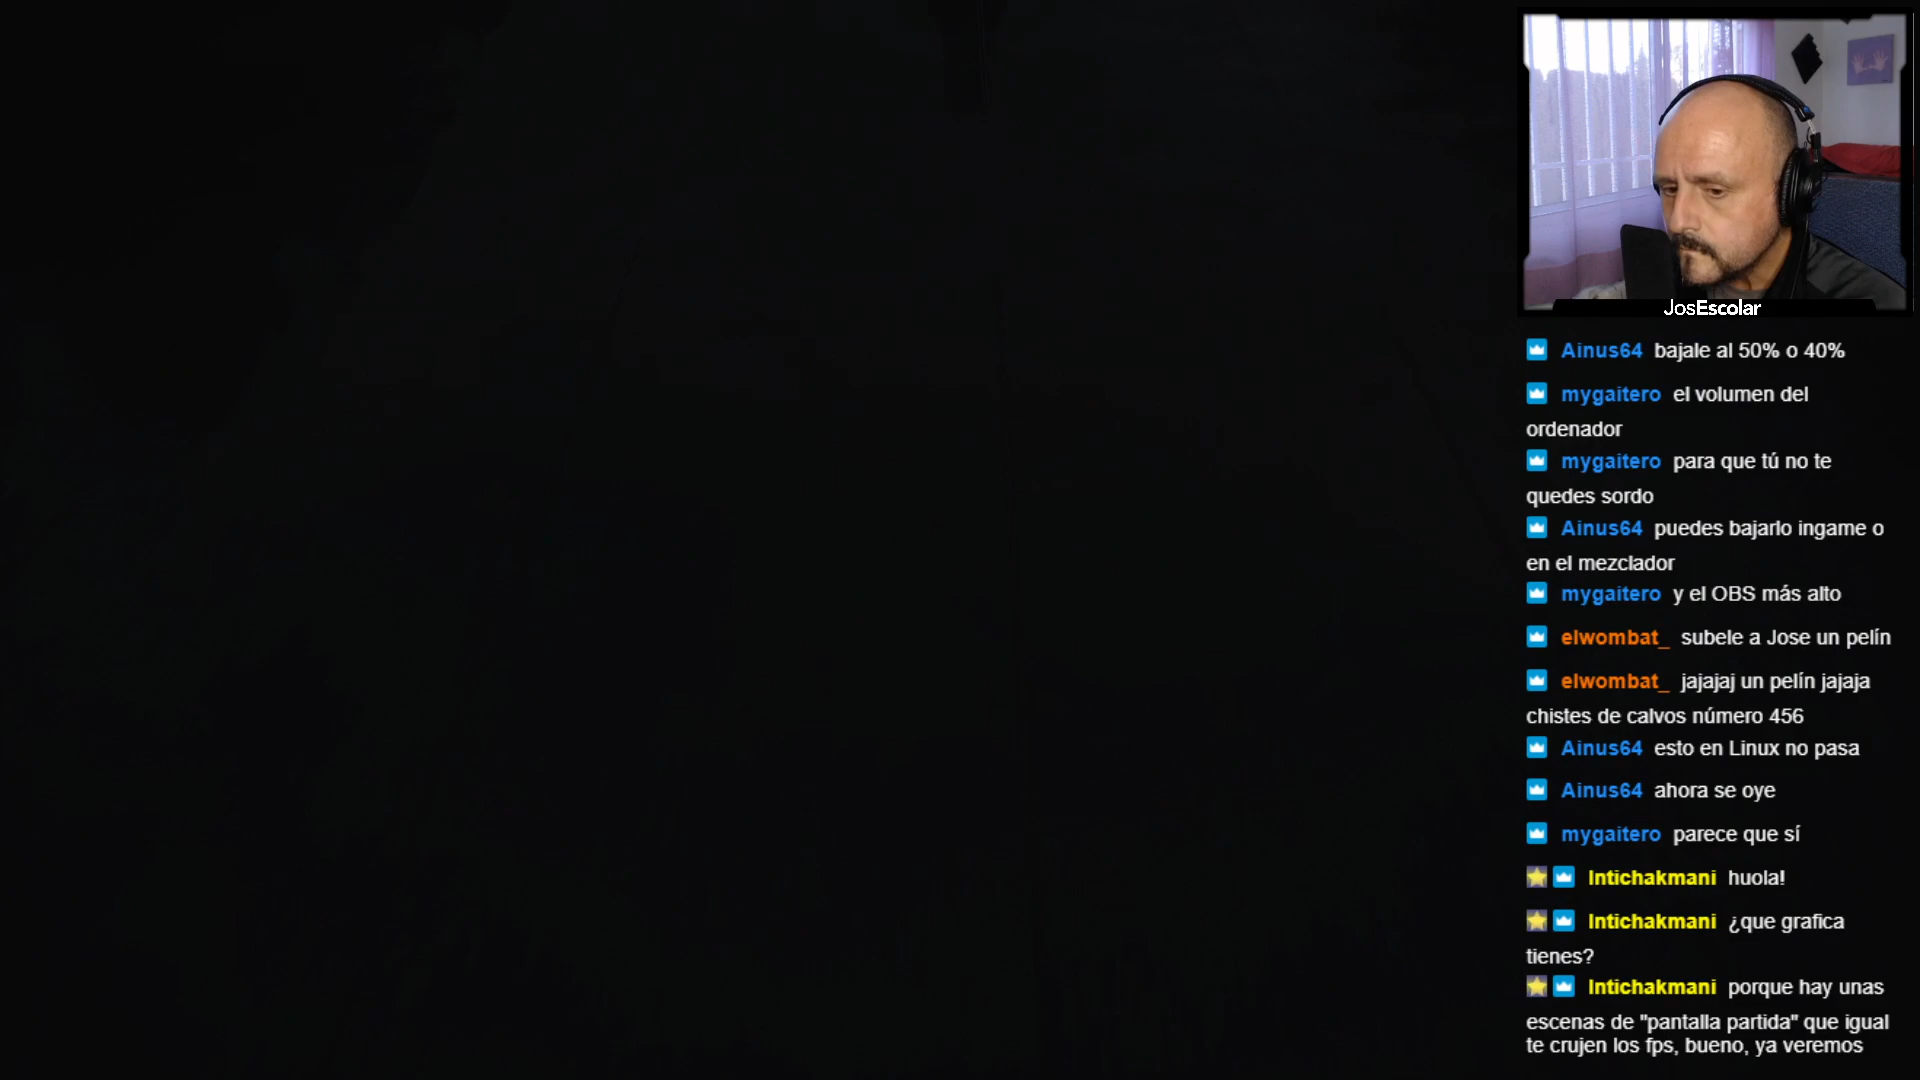 JosEscolar
Ainus64 bajale al 50% o 40%
mygaitero el volumen del
ordenador
mygaitero para que tú no te
quedes sordo
Ainus64 puedes bajarlo ingame o
en el mezclador
mygaitero y el OBS más alto
elwombat_ subele a Jose un pelín
elwombat_ jajajaj un pelín jajaja
chistes de calvos número 456
Ainus64 esto en Linux no pasa
Ainus64 ahora se oye
mygaitero parece que sí
Intichakmani huola!
Intichakmani ¿que grafica
tienes?
Intichakmani porque hay unas
escenas de "pantalla partida" que igual
te crujen los fps, bueno, ya veremos